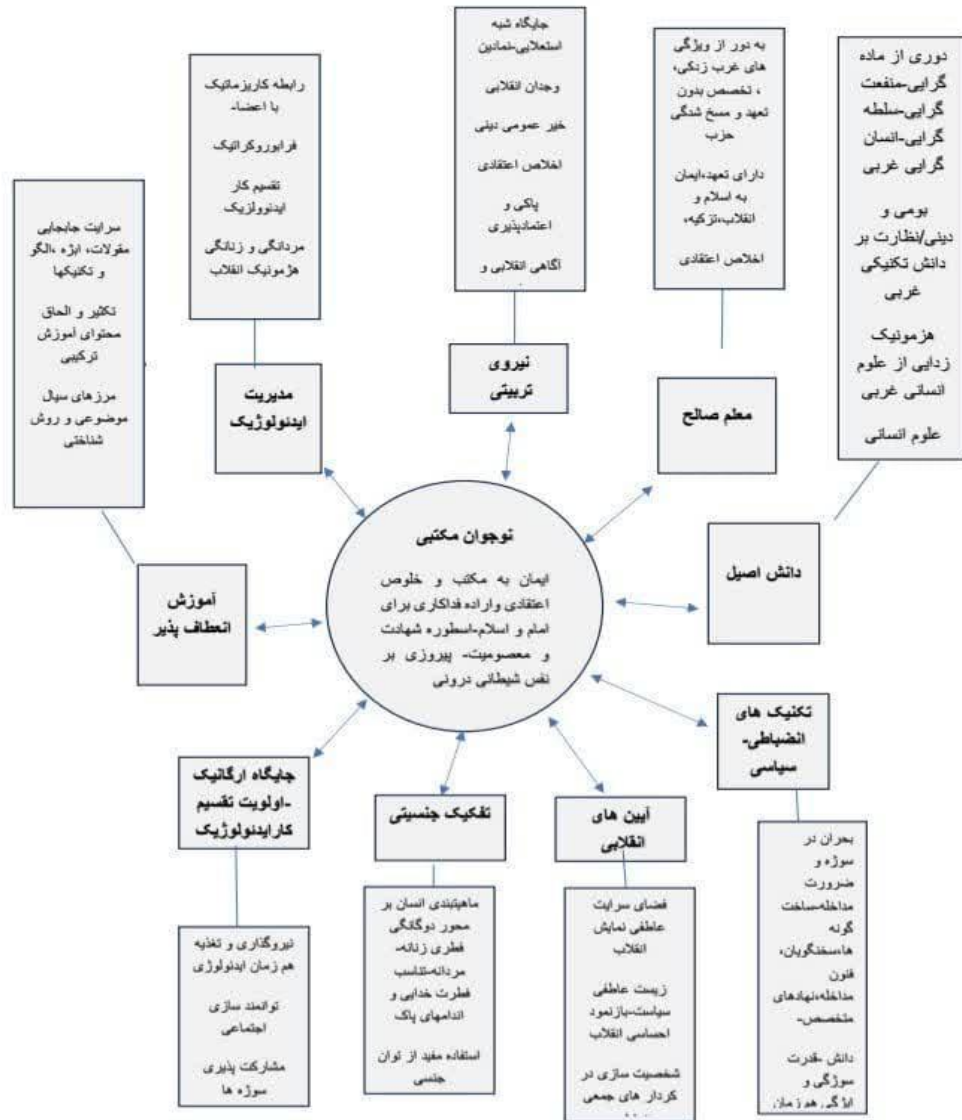 جایگاه شبه
استعلایی-نمادین
وجدان انقلابی
خیر عمومی دینی
اخلاص اعتقادی
پاکی و
اعتمادپذیری
آگاهی انقلابی و
به دور از ویژگی
های غرب زدگی،
، تخصص بدون
تعهد و مسخ شدگی
حزب
دارای تعهد،ایمان
به اسلام و
انقلاب،تزکیه،
اخلاص اعتقادی
دوری از ماده
گرایی-منفعت
گرایی-سلطه
گرایی-انسان
گرایی غربی
بومی و
دینی/نظارت بر
دانش تکنیکی
غربی
هژمونیک
زدایی از علوم
انسانی غربی
علوم انسانی
رابطه کاریزماتیک
با اعضا-
فرابوروکراتیک
تقسیم کار
ایدئوولژیک
مردانگی و زنانگی
هژمونیک انقلاب
سرایت جابجایی
مقولات، ابژه ،الگو
و تکنیکها
تکثیر و الحاق
محتوای آموزش
ترکیبی
مرزهای سیال
موضوعی و روش
شناختی
نیروی
تربیتی
مدیریت
ایدئولوژیک
معلم صالح
دانش اصیل
آموزش
انعطاف پذیر
نوجوان مکتبی
ایمان به مکتب و خلوص
اعتقادی واراده فداکاری برای
امام و اسلام-اسطوره شهادت
و معصومیت- پیروزی بر
نفس شیطانی درونی
تکنیک های
انضباطی-
سیاسی
جایگاه ارگانیک
-اولویت تقسیم
کارایدئولوژیک
تفکیک جنسیتی
آیین های
انقلابی
بحران در
سوژه و
ضرورت
مداخله-ساخت
گونه
ها،سخنگویان،
فنون
مداخله،نهادهای
متخصص-
دانش -قدرت
سوژگی و
ابژگی هم زمان
فضای سرایت
عاطفی نمایش
انقلاب
زیست عاطفی
سیاست-بازنمود
احساسی انقلاب
شخصیت سازی در
کردار های جمعی
ماهیتبندی انسان بر
محور دوگانگی
فطری زنانه-
مردانه-تناسب
فطرت خدایی و
اندامهای پاک
استفاده مفید از توان
جنسی
نیروگذاری و تغذیه
هم زمان ایدئولوژی
توانمند سازی
اجتماعی
مشارکت پذیری
سوژه ها